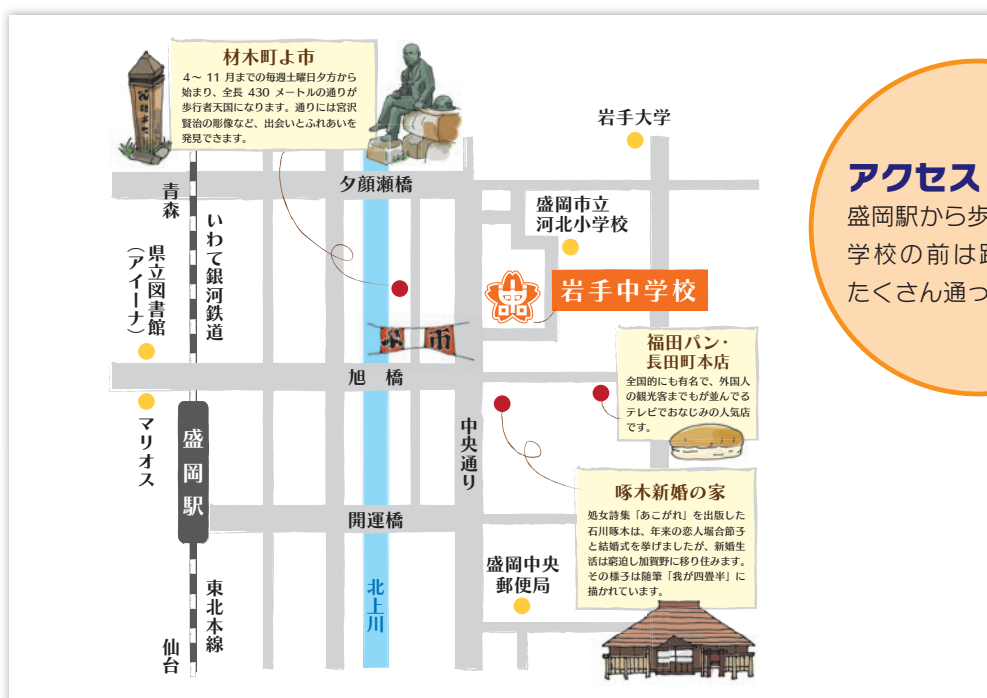 材木町よ市
4～ 11 月までの毎週土曜日夕方から
始まり、全長 430 メートルの通りが
歩行者天国になります。通りには宮沢
賢治の彫像など、出会いとふれあいを
発見できます。
岩手大学
夕顔瀬橋
青森
いわて銀河鉄道
盛岡市立
河北小学校
県立図書館
（アイーナ）
岩手中学校
よ市
福田パン・
長田町本店
全国的にも有名で、外国人
の観光客までもが並んでる
テレビでおなじみの人気店
です。
旭 橋
マリオス
盛岡駅
中央通り
啄木新婚の家
処女詩集「あこがれ」を出版した
石川啄木は、年来の恋人堀合節子
と結婚式を挙げましたが、新婚生
活は窮迫し加賀野に移り住みます。
その様子は随筆「我が四畳半」に
描かれています。
開運橋
盛岡中央
郵便局
北上川
東北本線
仙台
アクセス
盛岡駅から歩
学校の前は
たくさん通っ